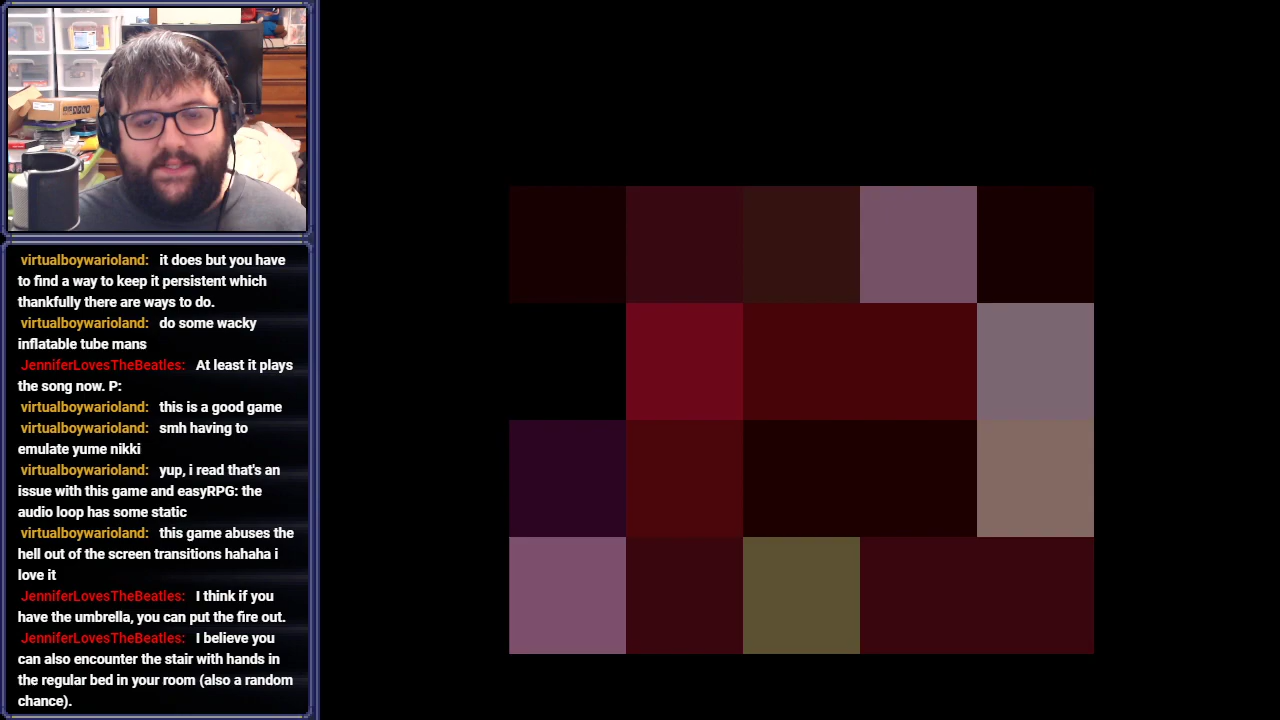 virtualboywarioland: it does but you have
to find a way to keep it persistent which
thankfully there are ways to do.
virtualboywarioland: do some wacky
inflatable tube mans
JenniferLovesTheBeatles: At least it plays
the song now. P:
virtualboywarioland: this is a good game
virtualboywarioland: smh having to
emulate yume nikki
virtualboywarioland: yup, i read that's an
issue with this game and easyRPG: the
audio loop has some static
virtualboywarioland: this game abuses the
hell out of the screen transitions hahaha i
love it
JenniferLovesTheBeatles: I think if you
have the umbrella, you can put the fire out.
JenniferLovesTheBeatles: I believe you
can also encounter the stair with hands in
the regular bed in your room (also a random
chance).